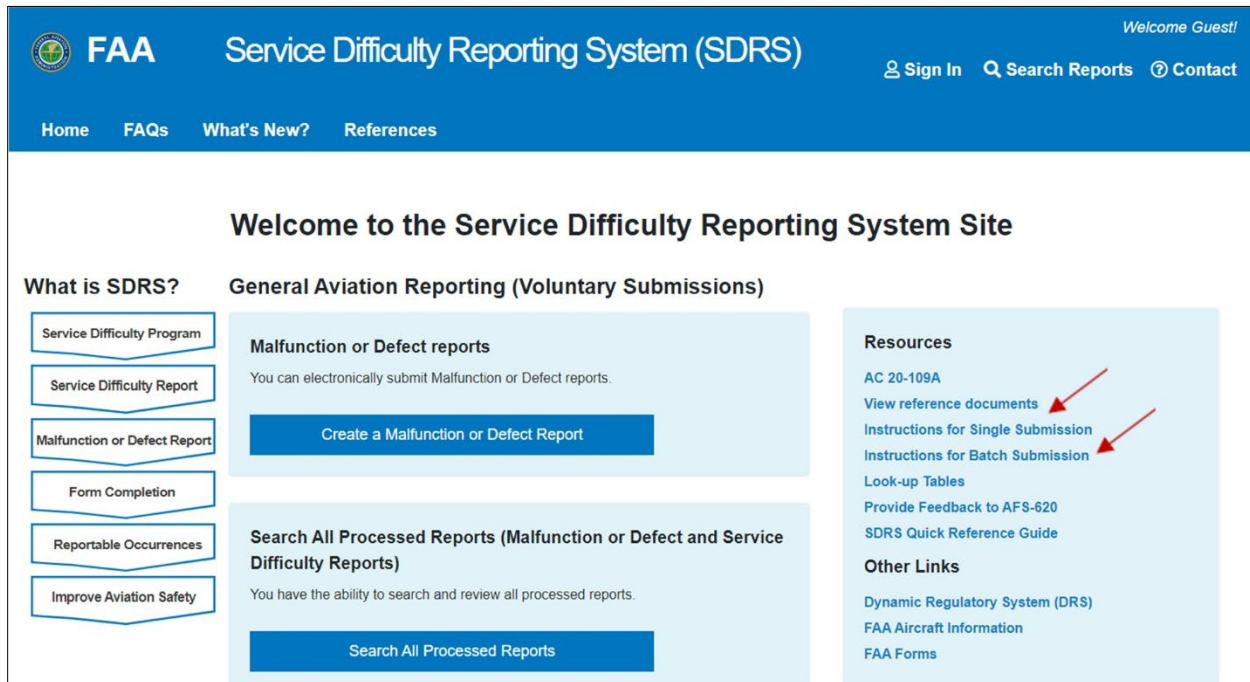 Welcome Guest!
FAA
Service Difficulty Reporting System (SDRS)
Sign In
Search Reports
Contact
Home
FAQs
What's New?
References
Welcome to the Service Difficulty Reporting System Site
What is SDRS?
Service Difficulty Program
Service Difficulty Report
Malfunction or Defect Report
Form Completion
Reportable Occurrences
Improve Aviation Safety
General Aviation Reporting (Voluntary Submissions)
Malfunction or Defect reports
You can electronically submit Malfunction or Defect reports.
Create a Malfunction or Defect Report
Search All Processed Reports (Malfunction or Defect and Service
Difficulty Reports)
You have the ability to search and review all processed reports.
Search All Processed Reports
Resources
AC 20-109A
View reference documents
Instructions for Single Submission
Instructions for Batch Submission
Look-up Tables
Provide Feedback to AFS-620
SDRS Quick Reference Guide
Other Links
Dynamic Regulatory System (DRS)
FAA Aircraft Information
FAA Forms